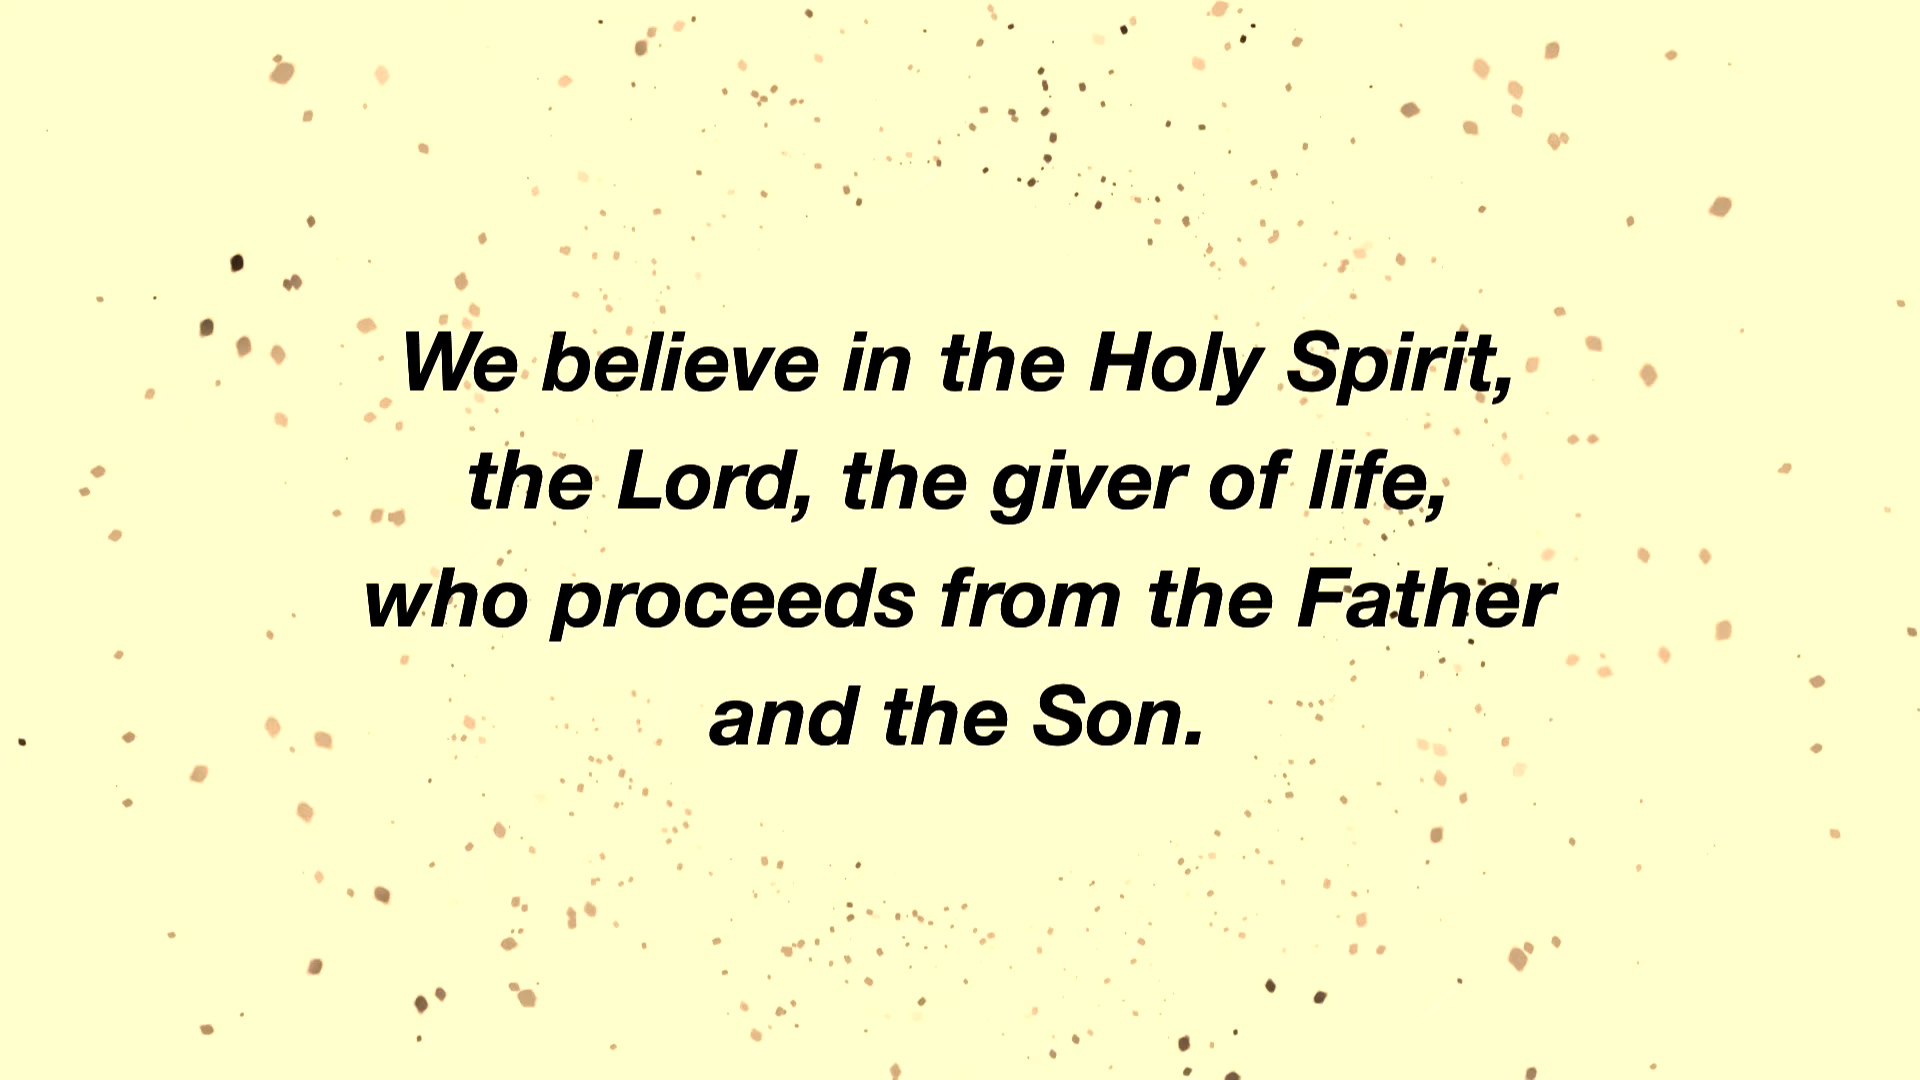 We believe in the Holy Spirit,
the Lord, the giver of life,
who proceeds from the Father
and the Son.